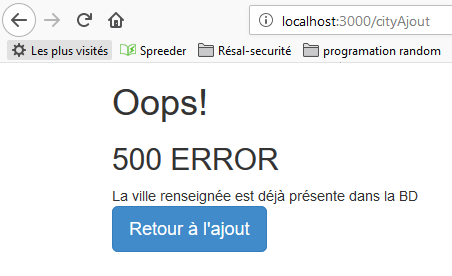 localhost:3000/cityAjout
Les plus visités Spreeder Résal-securité programation random
Oops!
500 ERROR
La ville renseignée est déjà présente dans la BD
Retour à l'ajout